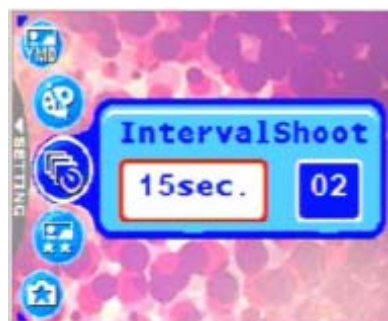 YMD
IntervalShoot
15sec.
02
SETTING